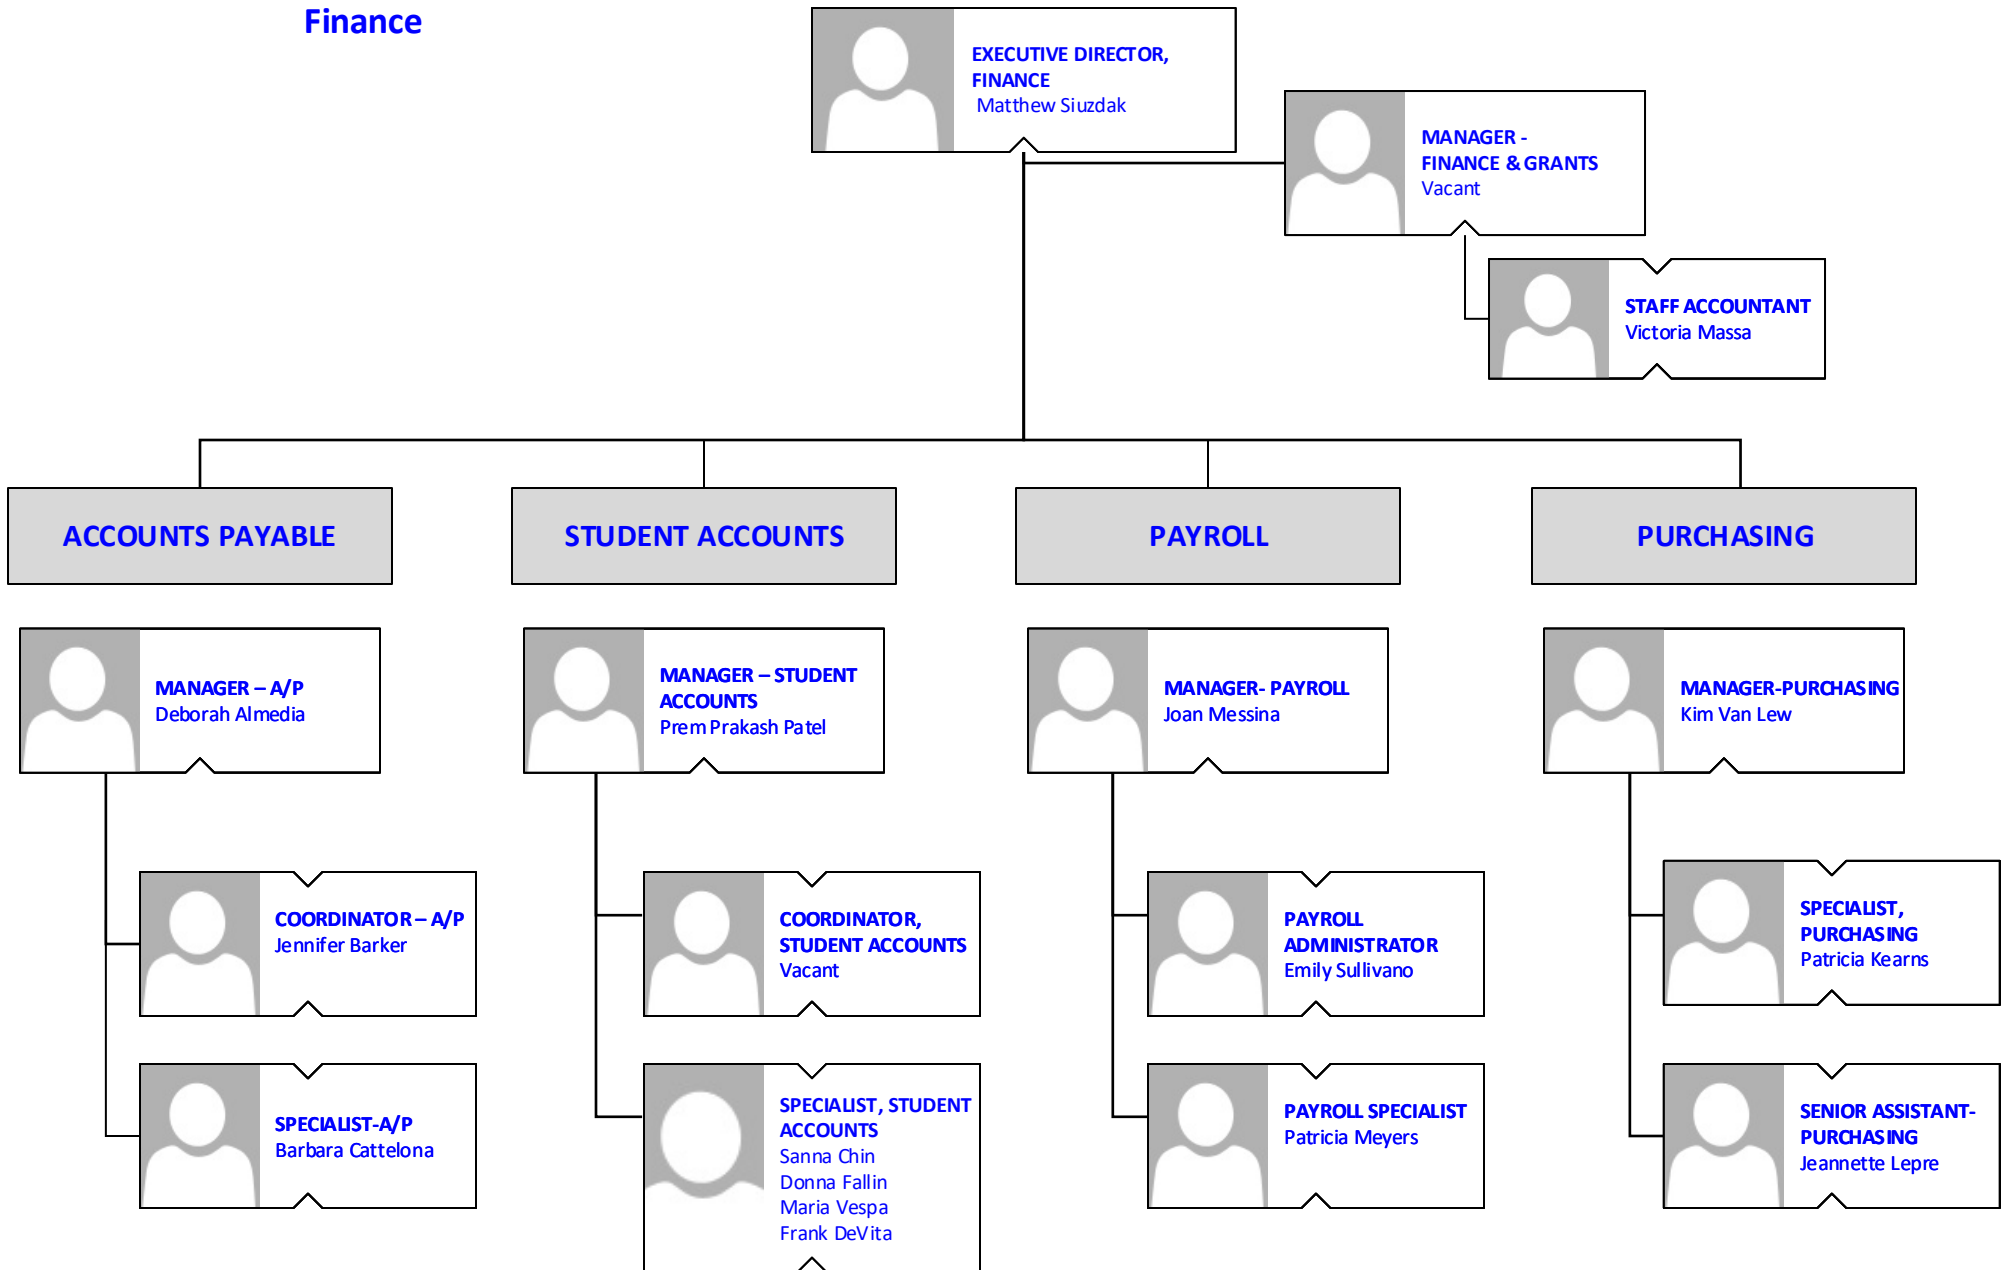 Finance
EXECUTIVE DIRECTOR,
FINANCE
Matthew Siuzdak
MANAGER -
FINANCE & GRANTS
Vacant
STAFF ACCOUNTANT
Victoria Massa
ACCOUNTS PAYABLE
STUDENT ACCOUNTS
PAYROLL
PURCHASING
MANAGER – A/P
Deborah Almedia
MANAGER – STUDENT
ACCOUNTS
Prem Prakash Patel
MANAGER- PAYROLL
Joan Messina
MANAGER-PURCHASING
Kim Van Lew
COORDINATOR – A/P
Jennifer Barker
COORDINATOR,
STUDENT ACCOUNTS
Vacant
PAYROLL
ADMINISTRATOR
Emily Sullivano
SPECIALIST,
PURCHASING
Patricia Kearns
SPECIALIST-A/P
Barbara Cattelona
SPECIALIST, STUDENT
ACCOUNTS
Sanna Chin
Donna Fallin
Maria Vespa
Frank DeVita
PAYROLL SPECIALIST
Patricia Meyers
SENIOR ASSISTANT-
PURCHASING
Jeannette Lepre